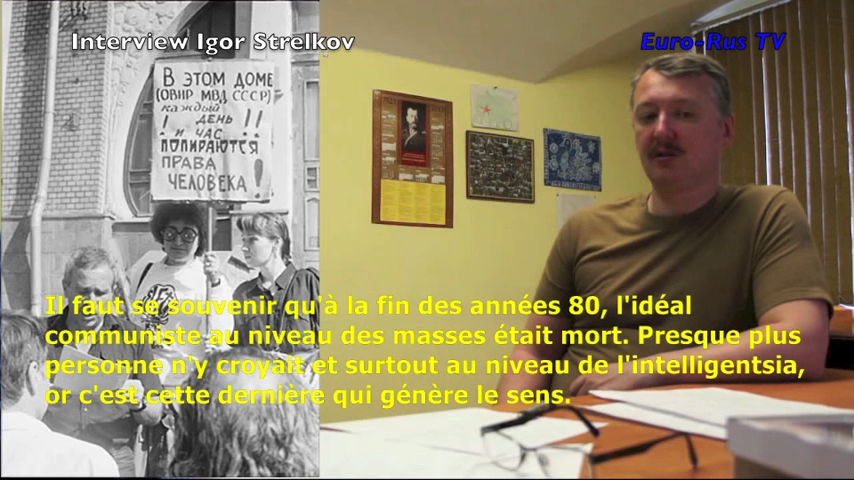 Interview Igor Strelkov
Euro-Rus TV
В ЭТОМ ДОМЕ
(ОВИР МВД СССР)
каждый
! ДЕНЬ !!
и ЧАС
ПОПИРАЮТСЯ
ПРАВА
ЧЕЛОВЕКА !
Il faut se souvenir qu'à la fin des années 80, l'idéal
communiste au niveau des masses était mort. Presque plus
personne n'y croyait et surtout au niveau de l'intelligentsia,
or c'est cette dernière qui génère le sens.